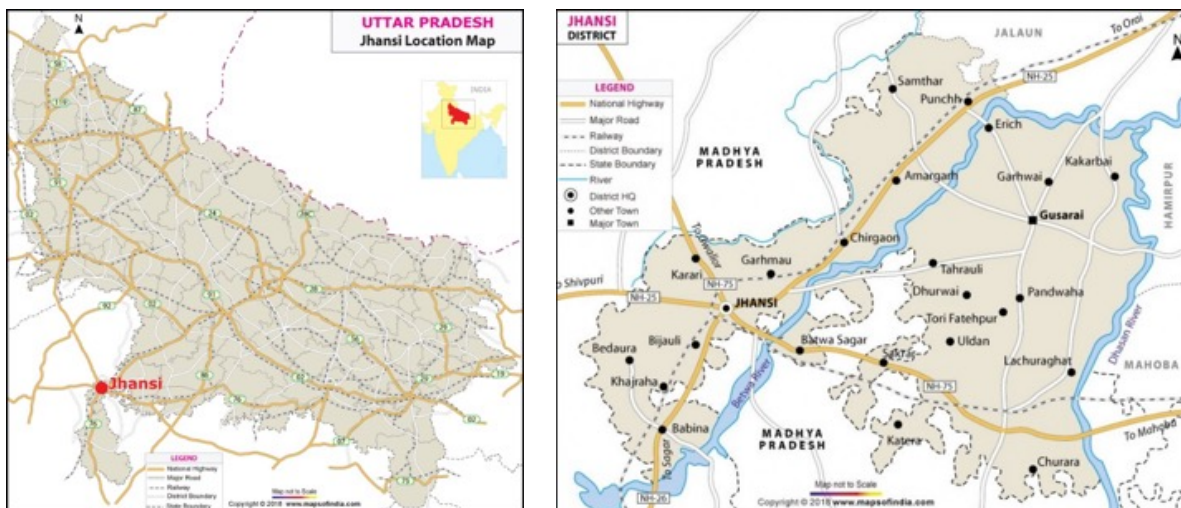 UTTAR PRADESH
Jhansi Location Map
N
INDIA
24
Jhansi
LEGEND
National Highway
Major Road
Railway
District Boundary
State Boundary
Map not to Scale
Copyright © 2018 www.mapsofindia.com
JHANSI
DISTRICT
LEGEND
National Highway
Major Road
Railway
District Boundary
State Boundary
River
District HQ
Other Town
Major Town
N
To Orai
JALAUN
NH-25
Samthar
Punchh
Erich
MADHYA
PRADESH
Kakarbai
Amargarh
Garhwai
HAMIRPUR
Gusarai
To Gwalior
Chirgaon
Karari
Garhmau
Tahrauli
To Shivpuri
NH-75
NH-25
JHANSI
Dhurwai
Pandwaha
Tori Fatehpur
Bijauli
Batwa Sagar
Uldan
Bedaura
Sakrar
Dhasan River
Lachuraghat
MAHOBA
Khajraha
Betwa River
NH-75
Babina
MADHYA
PRADESH
Katera
To Mahoba
To Sagar
Churara
NH-26
Map not to Scale
Copyright © 2018 www.mapsofindia.com